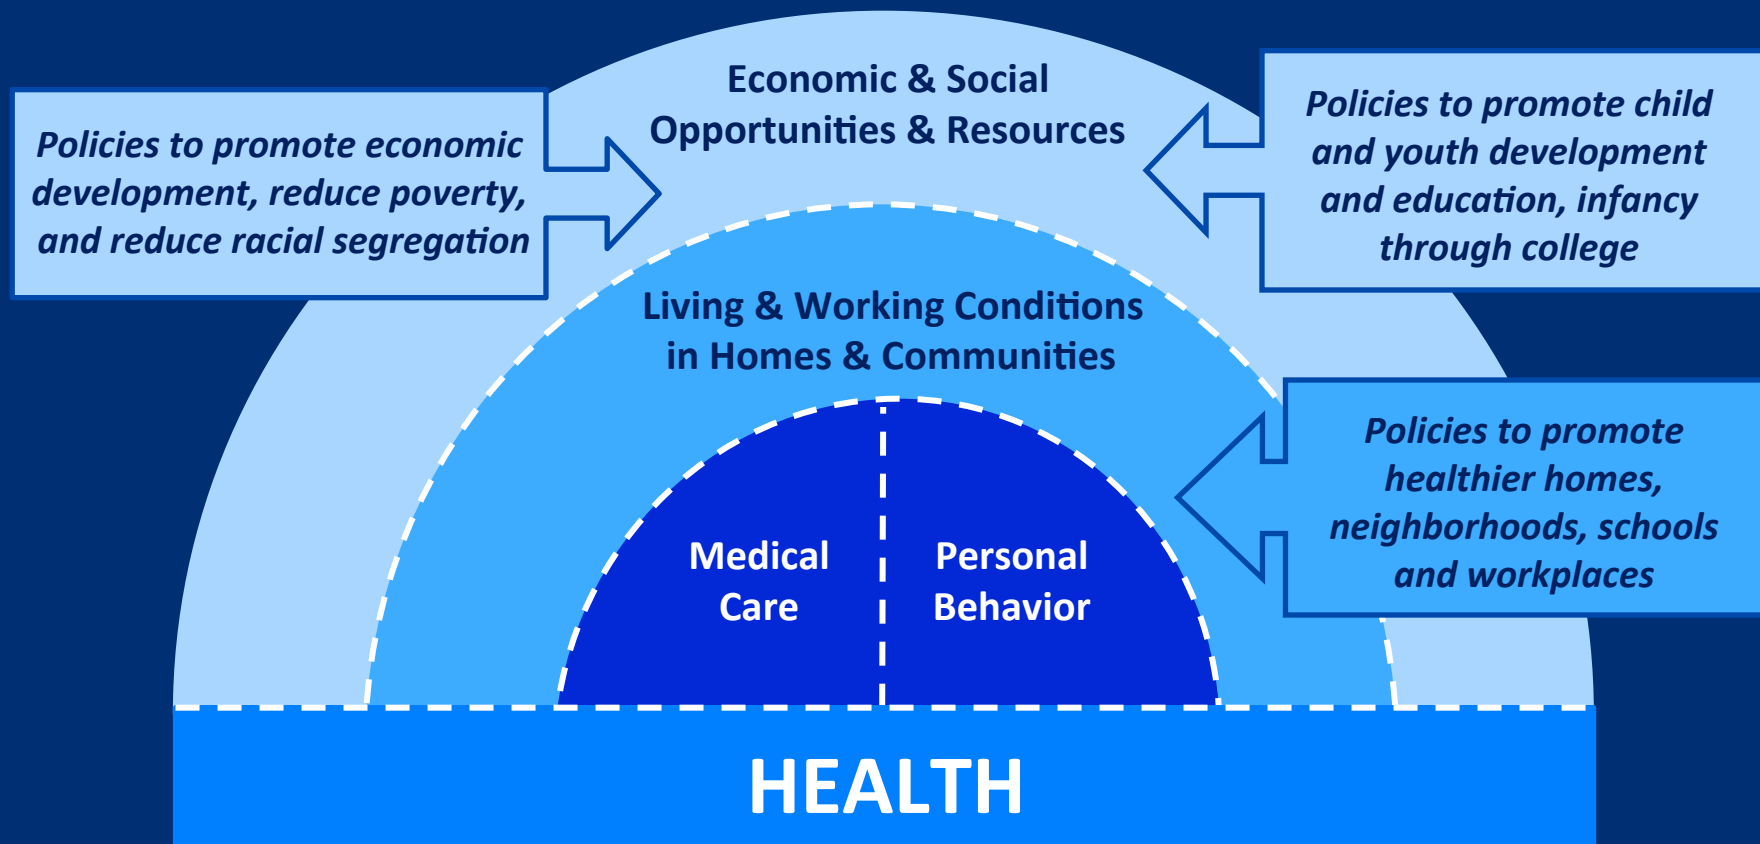 Economic & Social
Opportunities & Resources
Policies to promote economic
development, reduce poverty,
and reduce racial segregation
Policies to promote child
and youth development
and education, infancy
through college
Living & Working Conditions
in Homes & Communities
Policies to promote
healthier homes,
neighborhoods, schools
and workplaces
Medical
Care
Personal
Behavior
HEALTH